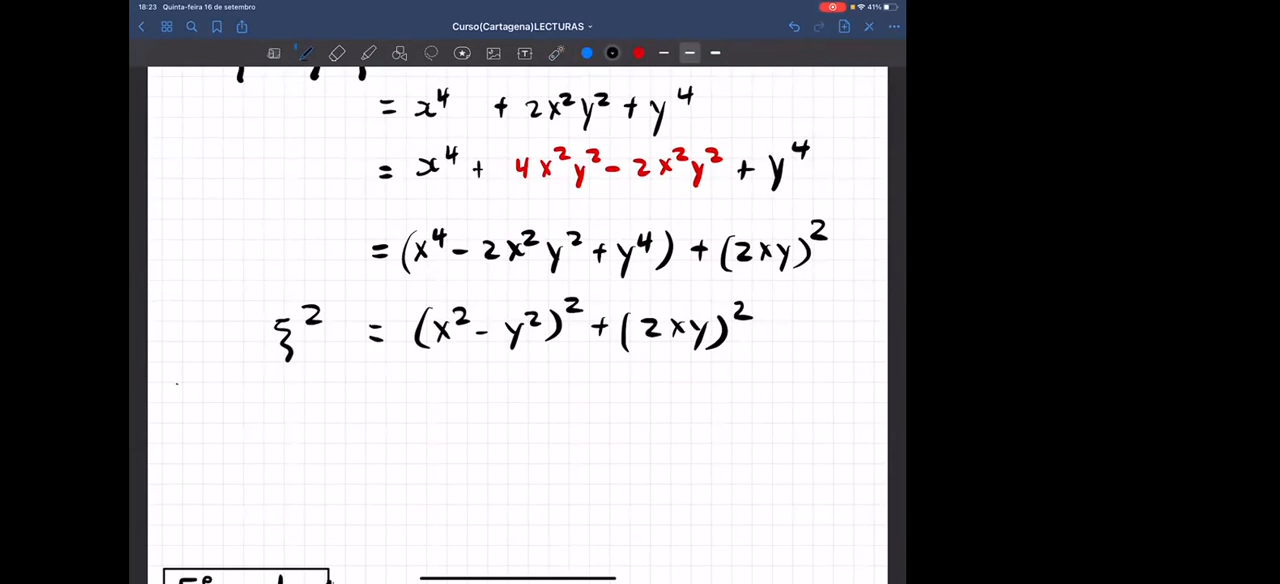 18:23 Quinta-feira 16 de setembro 41%
Curso(Cartagena)LECTURAS
= x⁴ + 2x²y² + y⁴
= x⁴ + 4x²y² - 2x²y² + y⁴
= (x⁴ - 2x²y² + y⁴) + (2xy)²
ξ² = (x² - y²)² + (2xy)²